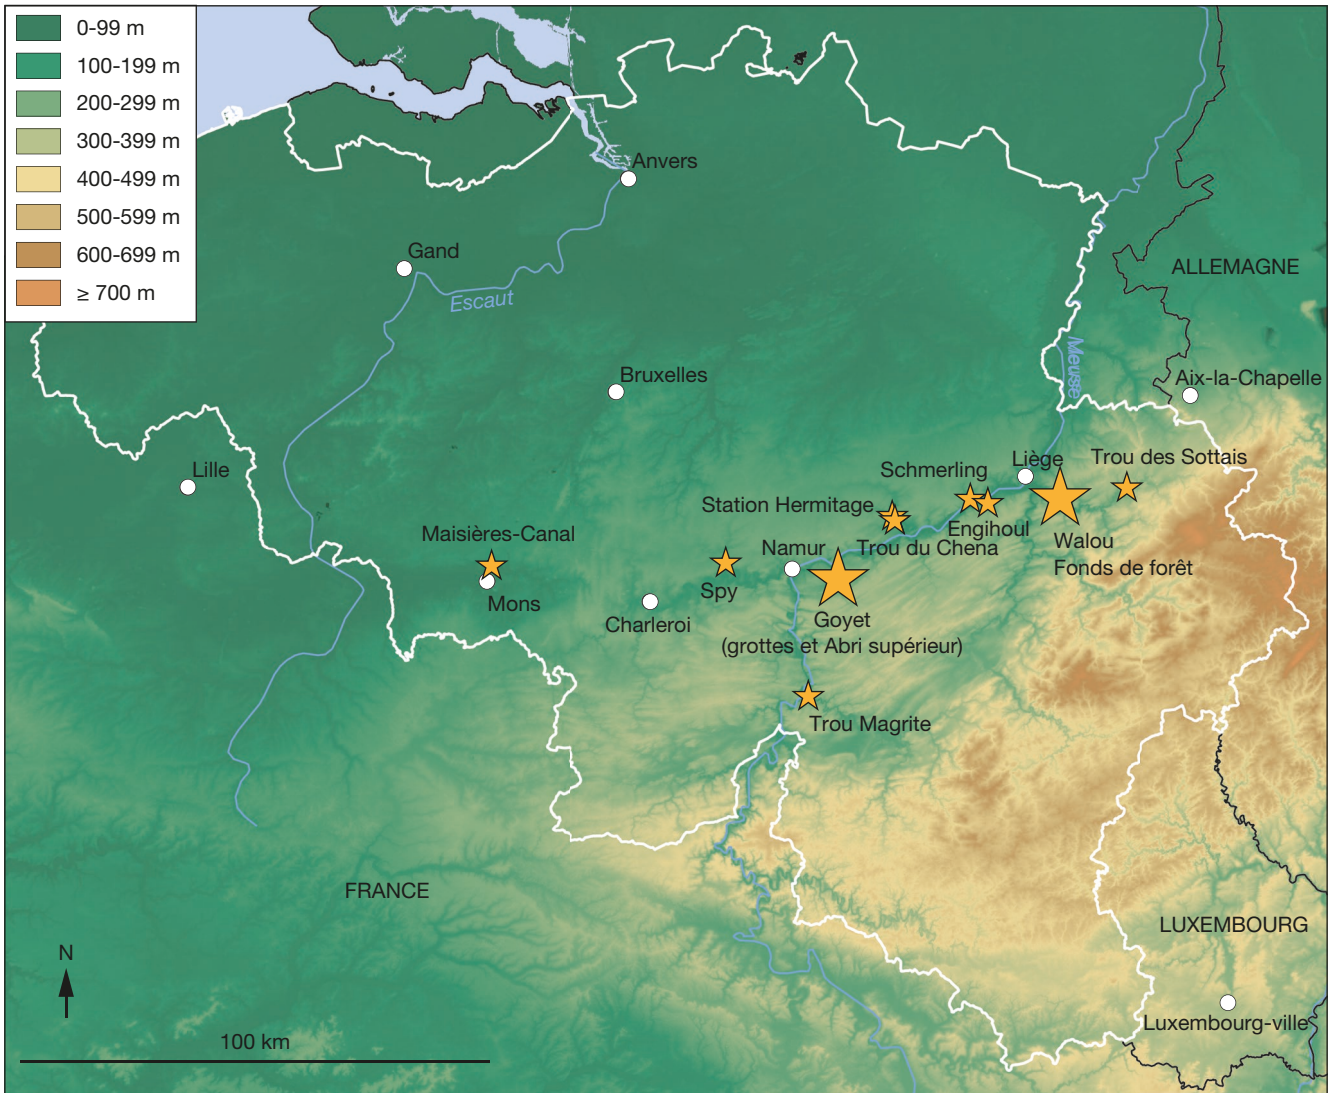 0-99 m
100-199 m
200-299 m
300-399 m
400-499 m
500-599 m
600-699 m
≥ 700 m
Anvers
Gand
Escaut
ALLEMAGNE
Meuse
Bruxelles
Aix-la-Chapelle
Lille
Liège
Trou des Sottais
Schmerling
Station Hermitage
Engihoul
Maisières-Canal
Walou
Fonds de forêt
Namur
Trou du Chena
Spy
Mons
Charleroi
Goyet
(grottes et Abri supérieur)
Trou Magrite
FRANCE
LUXEMBOURG
N
Luxembourg-ville
100 km